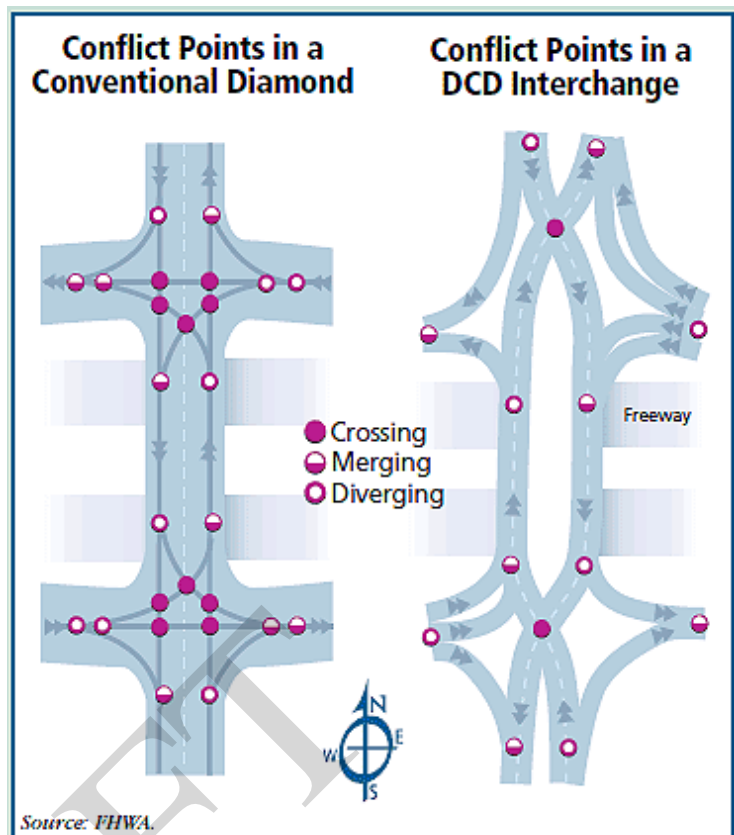 Conflict Points in a
Conventional Diamond
Conflict Points in a
DCD Interchange
Freeway
Crossing
Merging
Diverging
N
W E
S
Source: FHWA.